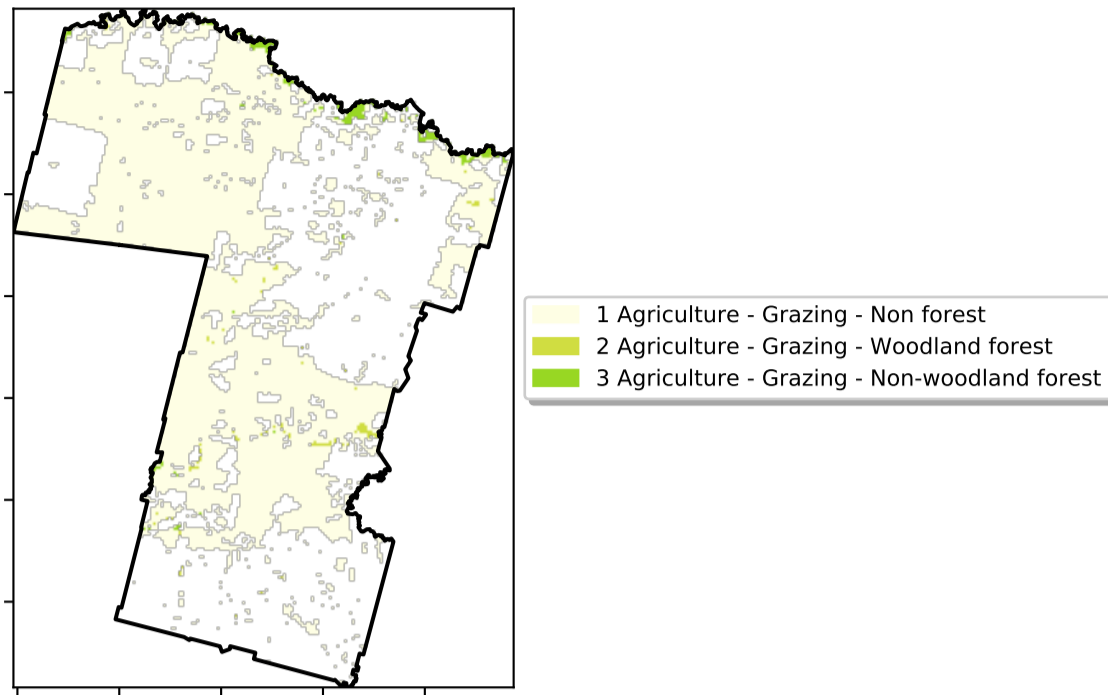 1 Agriculture - Grazing - Non forest
2 Agriculture - Grazing - Woodland forest
3 Agriculture - Grazing - Non-woodland forest